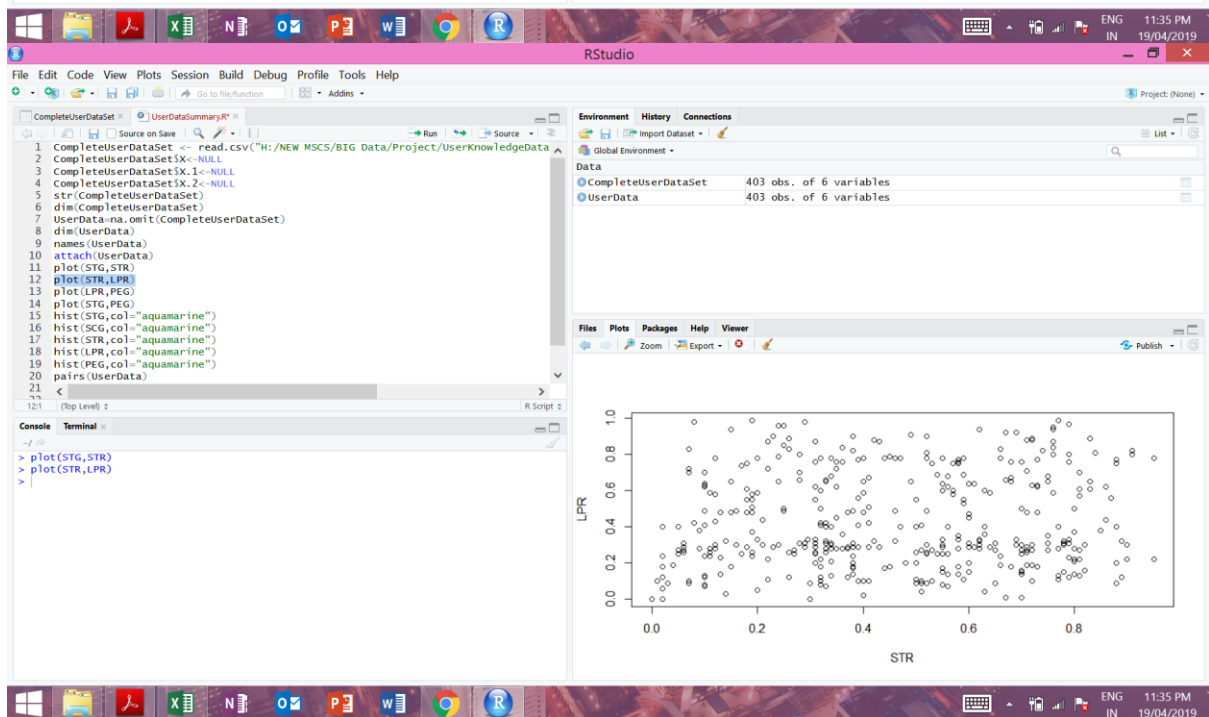 ENG 11:35 PM
IN 19/04/2019
RStudio
File Edit Code View Plots Session Build Debug Profile Tools Help
Go to file/function Addins
Project: (None)
CompleteUserDataSet UserDataSummary.R*
Source on Save Run Source
1 CompleteUserDataSet <- read.csv("H:/NEW MSCS/BIG Data/Project/UserKnowledgeData
2 CompleteUserDataSet$X<-NULL
3 CompleteUserDataSet$X.1<-NULL
4 CompleteUserDataSet$X.2<-NULL
5 str(CompleteUserDataSet)
6 dim(CompleteUserDataSet)
7 UserData=na.omit(CompleteUserDataSet)
8 dim(UserData)
9 names(UserData)
10 attach(UserData)
11 plot(STG,STR)
12 plot(STR,LPR)
13 plot(LPR,PEG)
14 plot(STG,PEG)
15 hist(STG,col="aquamarine")
16 hist(SCG,col="aquamarine")
17 hist(STR,col="aquamarine")
18 hist(LPR,col="aquamarine")
19 hist(PEG,col="aquamarine")
20 pairs(UserData)
21
12:1 (Top Level) R Script
Console Terminal
~/
> plot(STG,STR)
> plot(STR,LPR)
>
Environment History Connections
Import Dataset List
Global Environment
Data
CompleteUserDataSet 403 obs. of 6 variables
UserData 403 obs. of 6 variables
Files Plots Packages Help Viewer
Zoom Export Publish
1.0
0.8
0.6
0.4
0.2
0.0
LPR
0.0 0.2 0.4 0.6 0.8
STR
ENG 11:35 PM
IN 19/04/2019